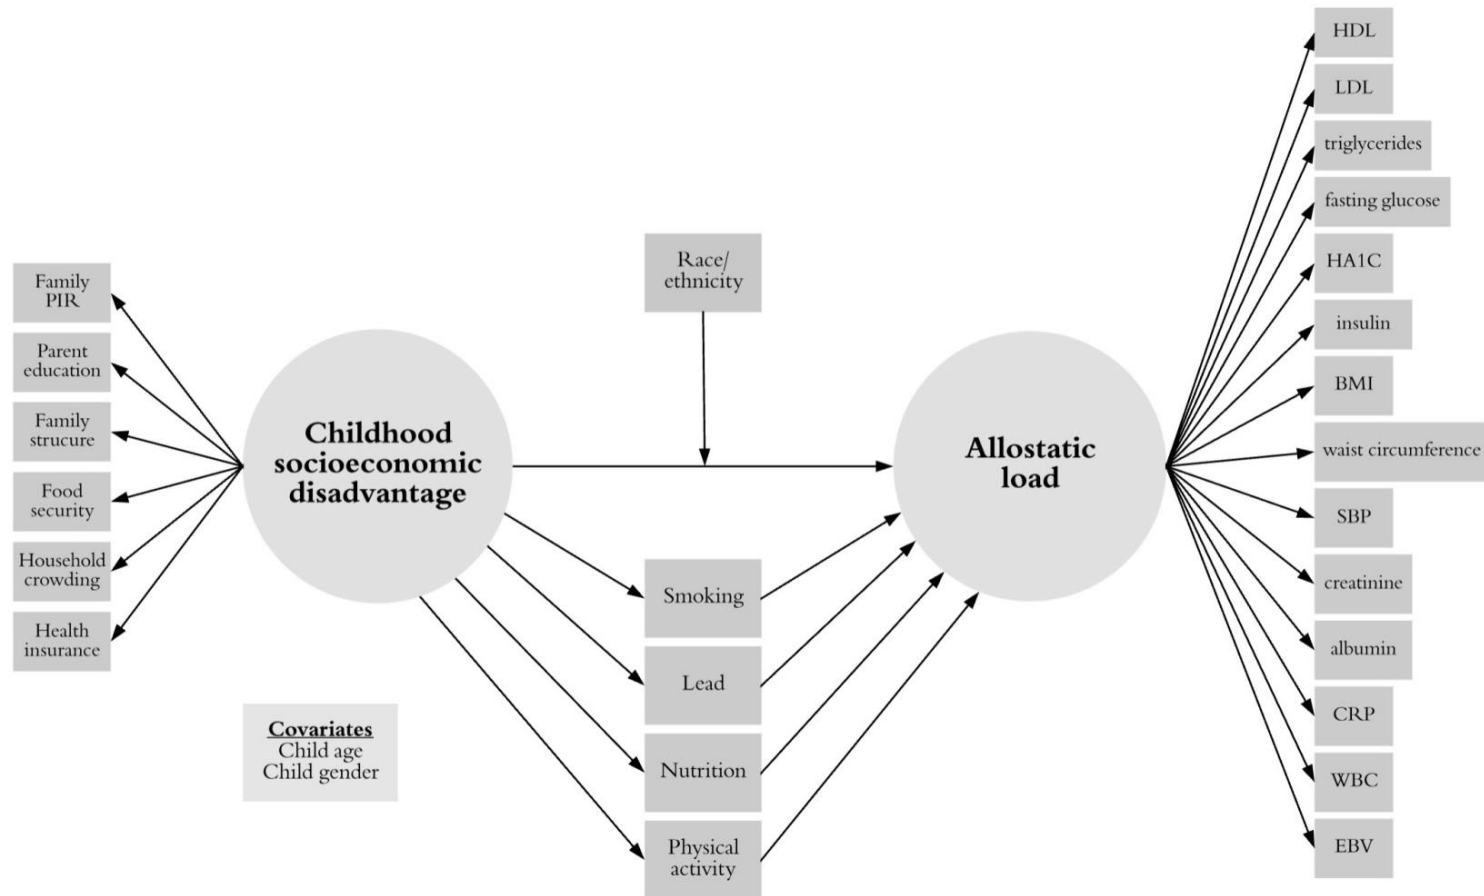 Family
PIR
Parent
education
Family
strucure
Food
security
Household
crowding
Health
insurance
Childhood
socioeconomic
disadvantage
Covariates
Child age
Child gender
Race/
ethnicity
Smoking
Lead
Nutrition
Physical
activity
Allostatic
load
HDL
LDL
triglycerides
fasting glucose
HA1C
insulin
BMI
waist circumference
SBP
creatinine
albumin
CRP
WBC
EBV